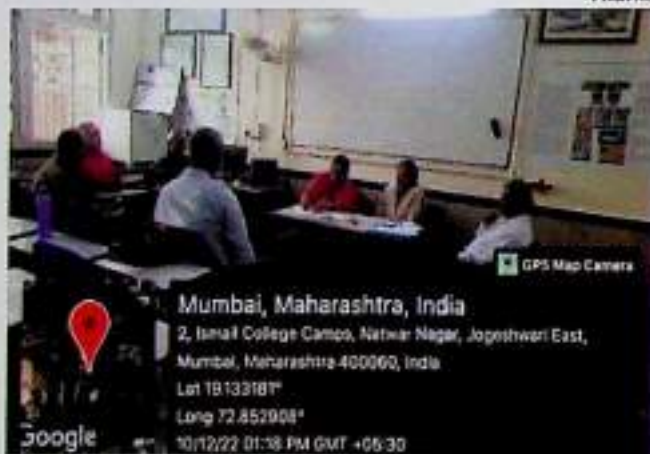 GPS Map Camera
Mumbai, Maharashtra, India
2, Ismail College Camps, Natwar Nagar, Jogeshwari East,
Mumbai, Maharashtra 400060, India
Lat 19.133181°
Long 72.852908°
10/12/22 01:18 PM GMT +05:30
Google